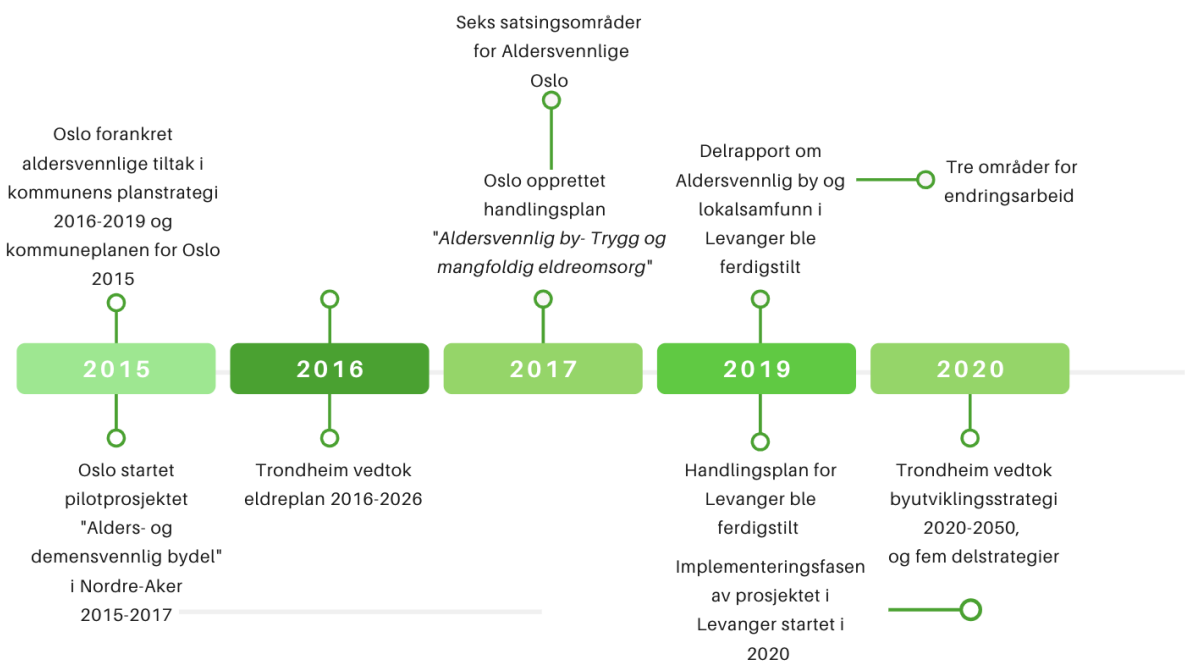 Seks satsingsområder
for Aldersvennlige
Oslo
Oslo forankret
aldersvennlige tiltak i
kommunens planstrategi
2016-2019 og
kommuneplanen for Oslo
2015
Oslo opprettet
handlingsplan
"Aldersvennlig by- Trygg og
mangfoldig eldreomsorg"
Delrapport om
Aldersvennlig by og
lokalsamfunn i
Levanger ble
ferdigstilt
Tre områder for
endringsarbeid
2015
2016
2017
2019
2020
Oslo startet
pilotprosjektet
"Alders- og
demensvennlig bydel"
i Nordre-Aker
2015-2017
Trondheim vedtok
eldreplan 2016-2026
Handlingsplan for
Levanger ble
ferdigstilt
Implementeringsfasen
av prosjektet i
Levanger startet i
2020
Trondheim vedtok
byutviklingsstrategi
2020-2050,
og fem delstrategier